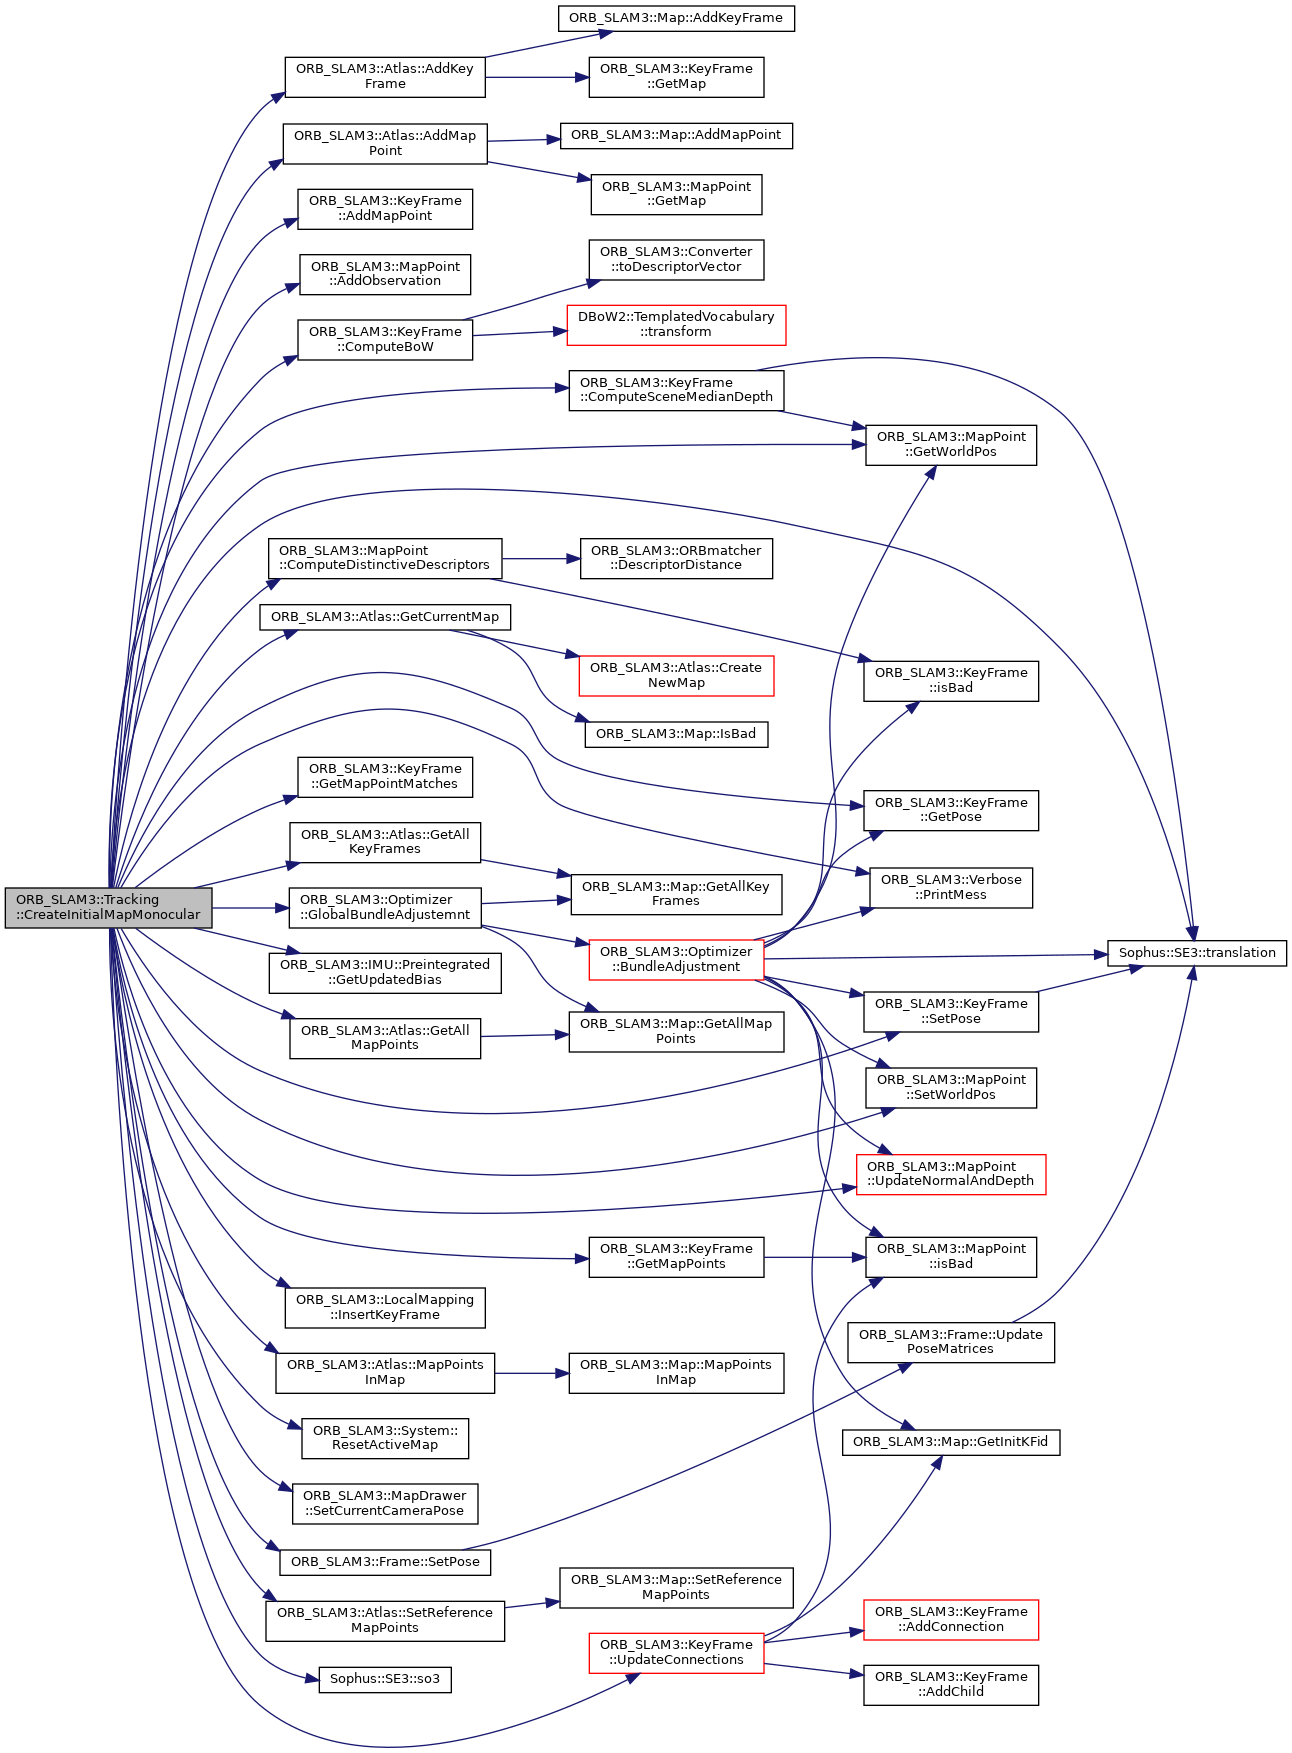 ORB_SLAM3::Map::AddKeyFrame
ORB_SLAM3::Atlas::AddKey
Frame
ORB_SLAM3::KeyFrame
::GetMap
ORB_SLAM3::Atlas::AddMap
Point
ORB_SLAM3::Map::AddMapPoint
ORB_SLAM3::MapPoint
::GetMap
ORB_SLAM3::KeyFrame
::AddMapPoint
ORB_SLAM3::Converter
::toDescriptorVector
ORB_SLAM3::MapPoint
::AddObservation
DBoW2::TemplatedVocabulary
::transform
ORB_SLAM3::KeyFrame
::ComputeBoW
ORB_SLAM3::KeyFrame
::ComputeSceneMedianDepth
ORB_SLAM3::MapPoint
::GetWorldPos
ORB_SLAM3::MapPoint
::ComputeDistinctiveDescriptors
ORB_SLAM3::ORBmatcher
::DescriptorDistance
ORB_SLAM3::Atlas::GetCurrentMap
ORB_SLAM3::Atlas::Create
NewMap
ORB_SLAM3::KeyFrame
::isBad
ORB_SLAM3::Map::IsBad
ORB_SLAM3::KeyFrame
::GetMapPointMatches
ORB_SLAM3::KeyFrame
::GetPose
ORB_SLAM3::Atlas::GetAll
KeyFrames
ORB_SLAM3::Map::GetAllKey
Frames
ORB_SLAM3::Verbose
::PrintMess
ORB_SLAM3::Tracking
::CreateInitialMapMonocular
ORB_SLAM3::Optimizer
::GlobalBundleAdjustemnt
ORB_SLAM3::Optimizer
::BundleAdjustment
Sophus::SE3::translation
ORB_SLAM3::IMU::Preintegrated
::GetUpdatedBias
ORB_SLAM3::KeyFrame
::SetPose
ORB_SLAM3::Atlas::GetAll
MapPoints
ORB_SLAM3::Map::GetAllMap
Points
ORB_SLAM3::MapPoint
::SetWorldPos
ORB_SLAM3::MapPoint
::UpdateNormalAndDepth
ORB_SLAM3::KeyFrame
::GetMapPoints
ORB_SLAM3::MapPoint
::isBad
ORB_SLAM3::LocalMapping
::InsertKeyFrame
ORB_SLAM3::Frame::Update
PoseMatrices
ORB_SLAM3::Atlas::MapPoints
InMap
ORB_SLAM3::Map::MapPoints
InMap
ORB_SLAM3::System::
ResetActiveMap
ORB_SLAM3::Map::GetInitKFid
ORB_SLAM3::MapDrawer
::SetCurrentCameraPose
ORB_SLAM3::Frame::SetPose
ORB_SLAM3::Map::SetReference
MapPoints
ORB_SLAM3::Atlas::SetReference
MapPoints
ORB_SLAM3::KeyFrame
::AddConnection
ORB_SLAM3::KeyFrame
::UpdateConnections
Sophus::SE3::so3
ORB_SLAM3::KeyFrame
::AddChild